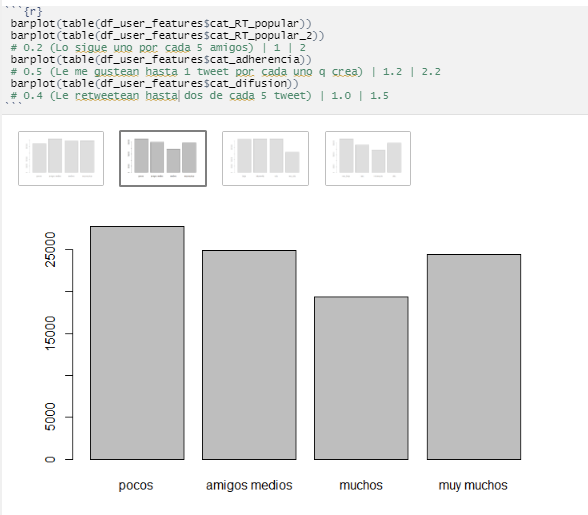 ```{r}
barplot(table(df_user_features$cat_RT_popular))
barplot(table(df_user_features$cat_RT_popular_2))
# 0.2 (Lo sigue uno por cada 5 amigos) | 1 | 2
barplot(table(df_user_features$cat_adherencia))
# 0.5 (Le me gustean hasta 1 tweet por cada uno q crea) | 1.2 | 2.2
barplot(table(df_user_features$cat_difusion))
# 0.4 (Le retweetean hasta dos de cada 5 tweet) | 1.0 | 1.5
```
25000
15000
5000
0
pocos amigos medios muchos muy muchos